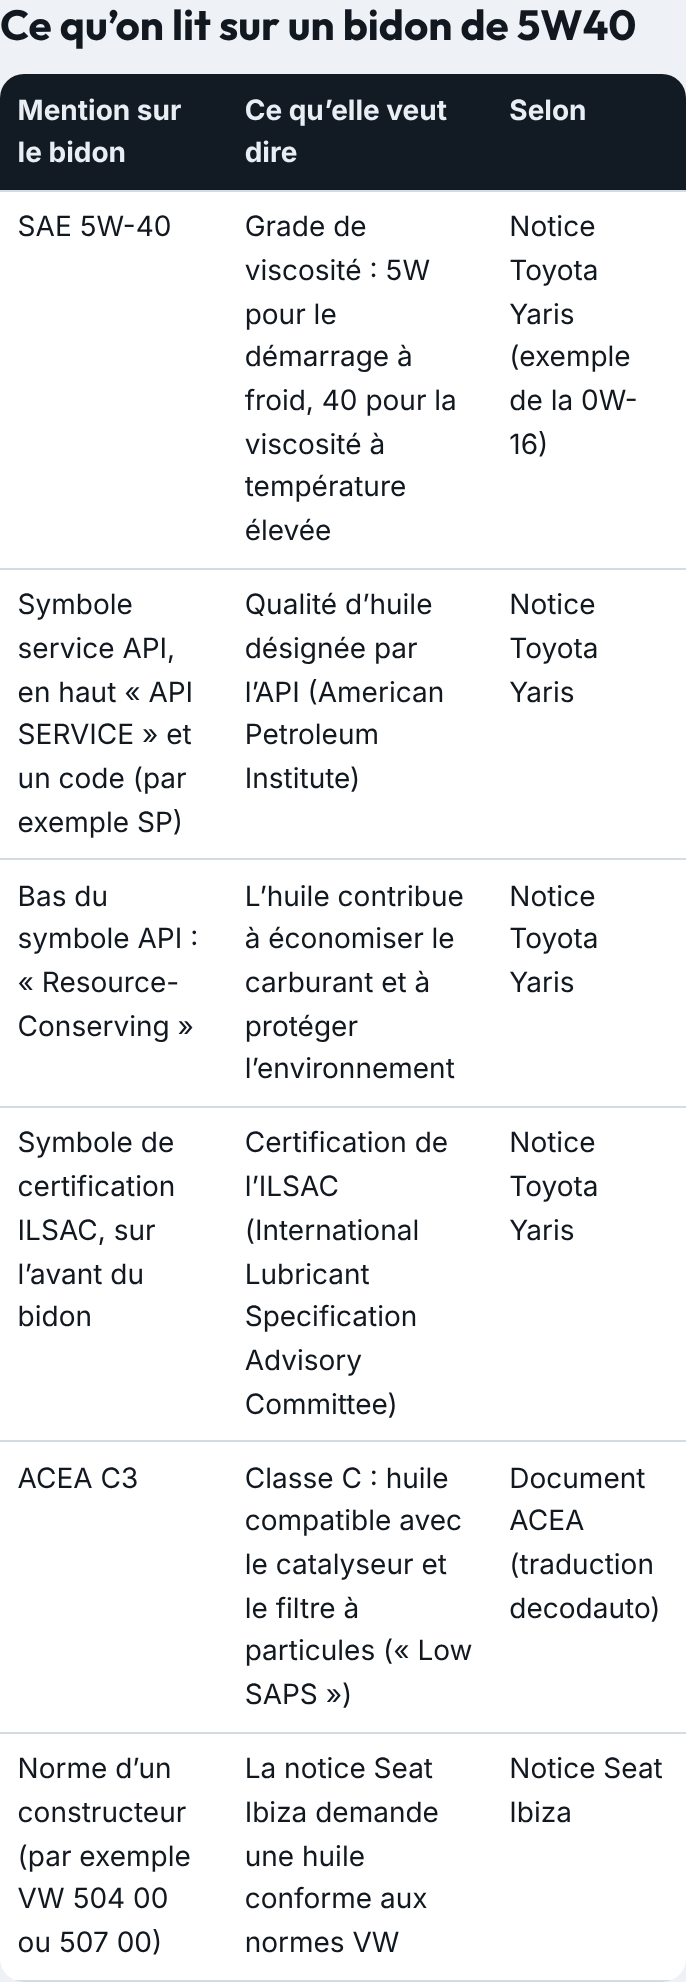 Ce qu’on lit sur un bidon de 5W40
Mention sur
le bidon
Ce qu’elle veut
dire
Selon
SAE 5W-40
Grade de
viscosité : 5W
pour le
démarrage à
froid, 40 pour la
viscosité à
température
élevée
Notice
Toyota
Yaris
(exemple
de la 0W-
16)
Symbole
service API,
en haut « API
SERVICE » et
un code (par
exemple SP)
Qualité d’huile
désignée par
l’API (American
Petroleum
Institute)
Notice
Toyota
Yaris
Bas du
symbole API :
« Resource-
Conserving »
L’huile contribue
à économiser le
carburant et à
protéger
l’environnement
Notice
Toyota
Yaris
Symbole de
certification
ILSAC, sur
l’avant du
bidon
Certification de
l’ILSAC
(International
Lubricant
Specification
Advisory
Committee)
Notice
Toyota
Yaris
ACEA C3
Classe C : huile
compatible avec
le catalyseur et
le filtre à
particules (« Low
SAPS »)
Document
ACEA
(traduction
decodauto)
Norme d’un
constructeur
(par exemple
VW 504 00
ou 507 00)
La notice Seat
Ibiza demande
une huile
conforme aux
normes VW
Notice Seat
Ibiza